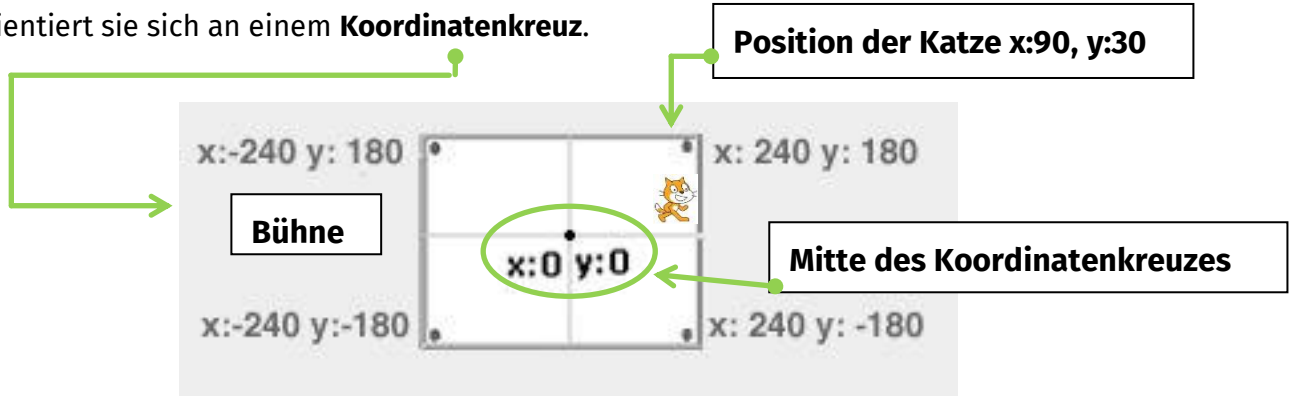 ientiert sie sich an einem Koordinatenkreuz.
Position der Katze x:90, y:30
x:-240 y: 180
x: 240 y: 180
Bühne
x:0 y:0
Mitte des Koordinatenkreuzes
x:-240 y:-180
x: 240 y: -180